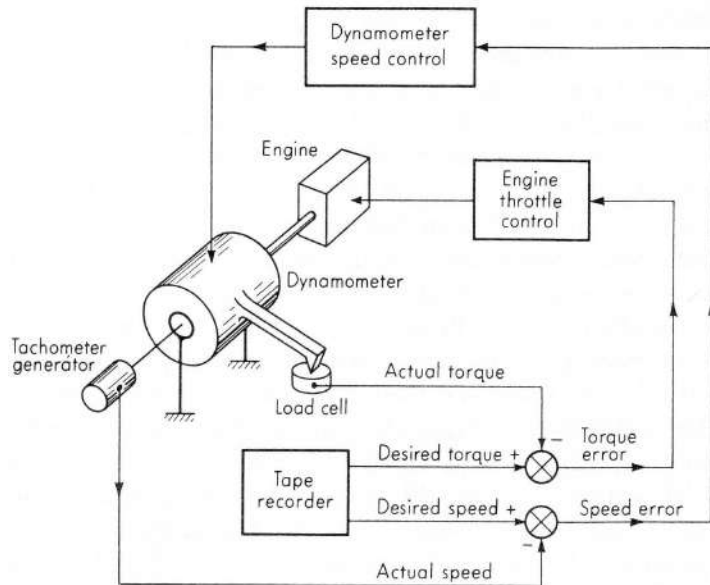 Dynamometer
speed control
Engine
Engine
throttle
control
Dynamometer
Tachometer
generator
Load cell
Actual torque
−
Desired torque +
Torque
error
Tape
recorder
Desired speed +
Speed error
−
Actual speed